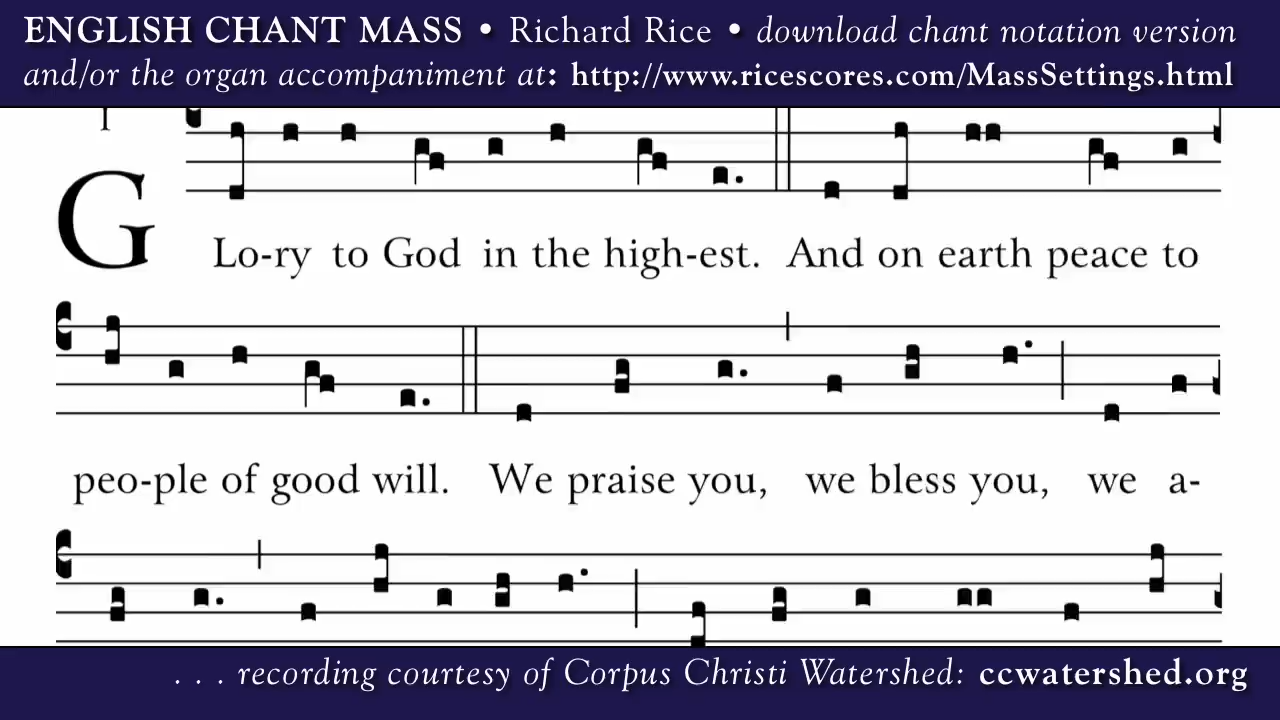 ENGLISH CHANT MASS • Richard Rice • download chant notation version
and/or the organ accompaniment at: http://www.ricescores.com/MassSettings.html
I
G Lo-ry to God in the high-est. And on earth peace to
peo-ple of good will. We praise you, we bless you, we a-
. . . recording courtesy of Corpus Christi Watershed: ccwatershed.org